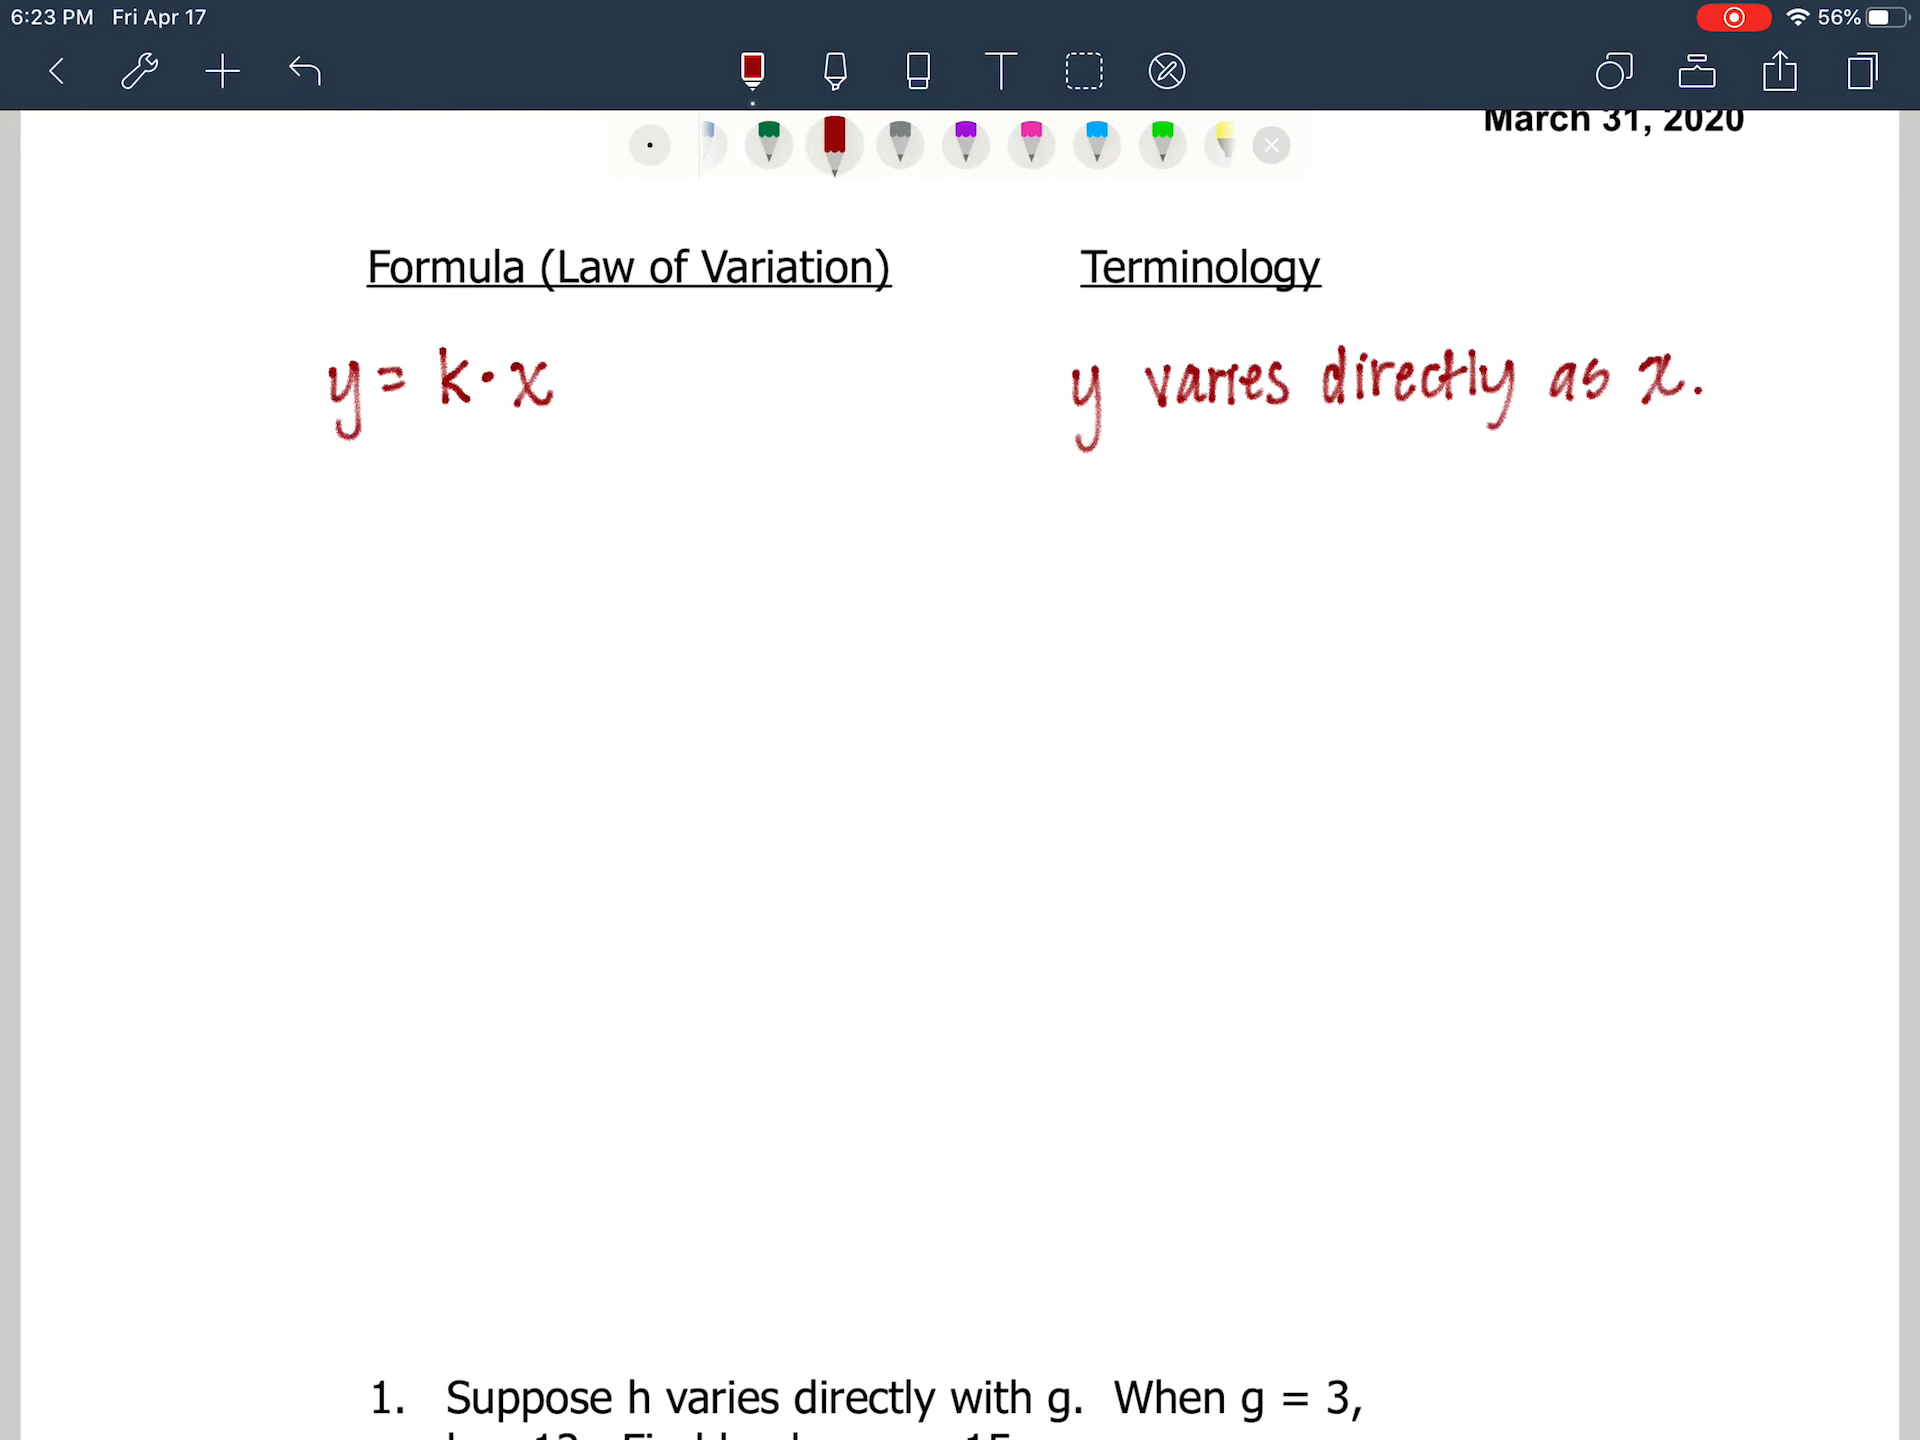 6:23 PM Fri Apr 17 56%
March 31, 2020
Formula (Law of Variation) Terminology
y = k · x y varies directly as x.
1. Suppose h varies directly with g. When g = 3,